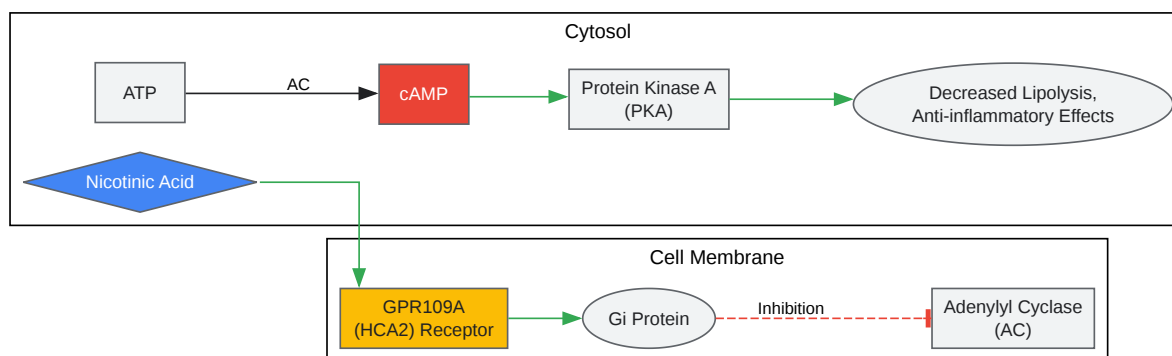 Cytosol
ATP
AC
cAMP
Protein Kinase A
(PKA)
Decreased Lipolysis,
Anti-inflammatory Effects
Nicotinic Acid
Cell Membrane
GPR109A
(HCA2) Receptor
Gi Protein
Inhibition
Adenylyl Cyclase
(AC)